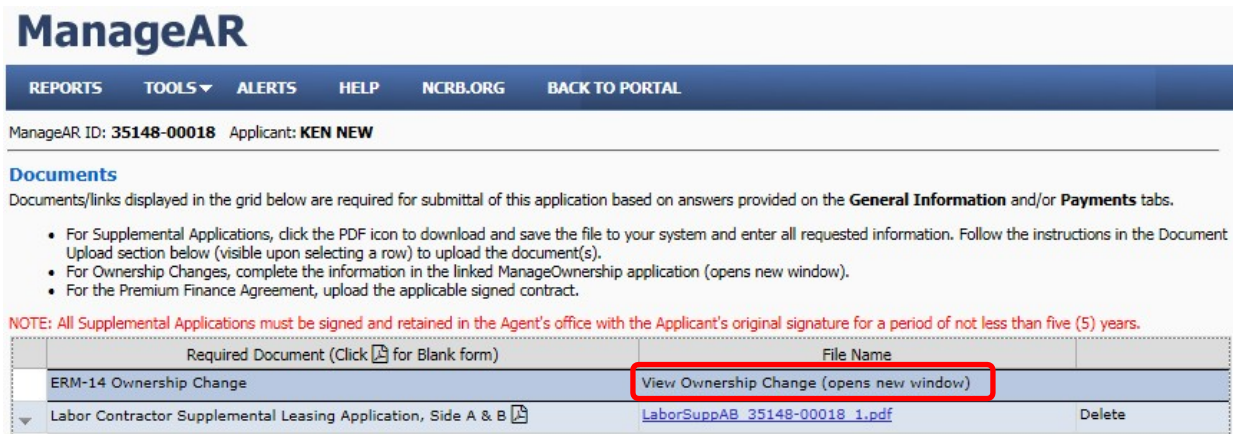 ManageAR
REPORTS TOOLS ALERTS HELP NCRB.ORG BACK TO PORTAL
ManageAR ID: 35148-00018 Applicant: KEN NEW
Documents
Documents/links displayed in the grid below are required for submittal of this application based on answers provided on the General Information and/or Payments tabs.
• For Supplemental Applications, click the PDF icon to download and save the file to your system and enter all requested information. Follow the instructions in the Document
Upload section below (visible upon selecting a row) to upload the document(s).
• For Ownership Changes, complete the information in the linked ManageOwnership application (opens new window).
• For the Premium Finance Agreement, upload the applicable signed contract.
NOTE: All Supplemental Applications must be signed and retained in the Agent's office with the Applicant's original signature for a period of not less than five (5) years.
Required Document (Click for Blank form) File Name
ERM-14 Ownership Change View Ownership Change (opens new window)
Labor Contractor Supplemental Leasing Application, Side A & B LaborSuppAB_35148-00018_1.pdf Delete